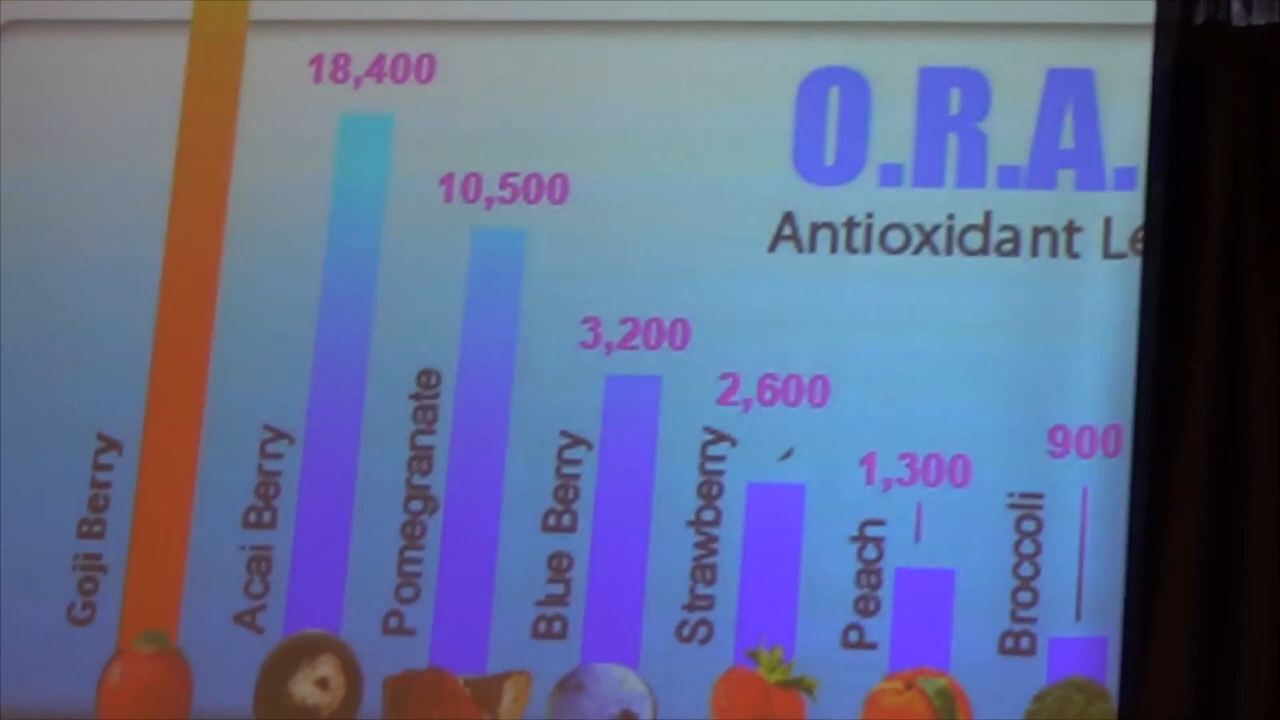 O.R.A.
Antioxidant Le
18,400
10,500
3,200
2,600
1,300
900
Goji Berry
Acai Berry
Pomegranate
Blue Berry
Strawberry
Peach
Broccoli